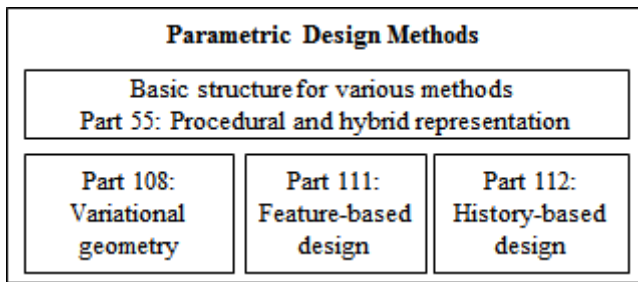 Parametric Design Methods
Basic structure for various methods
Part 55: Procedural and hybrid representation
Part 108:
Variational
geometry
Part 111:
Feature-based
design
Part 112:
History-based
design